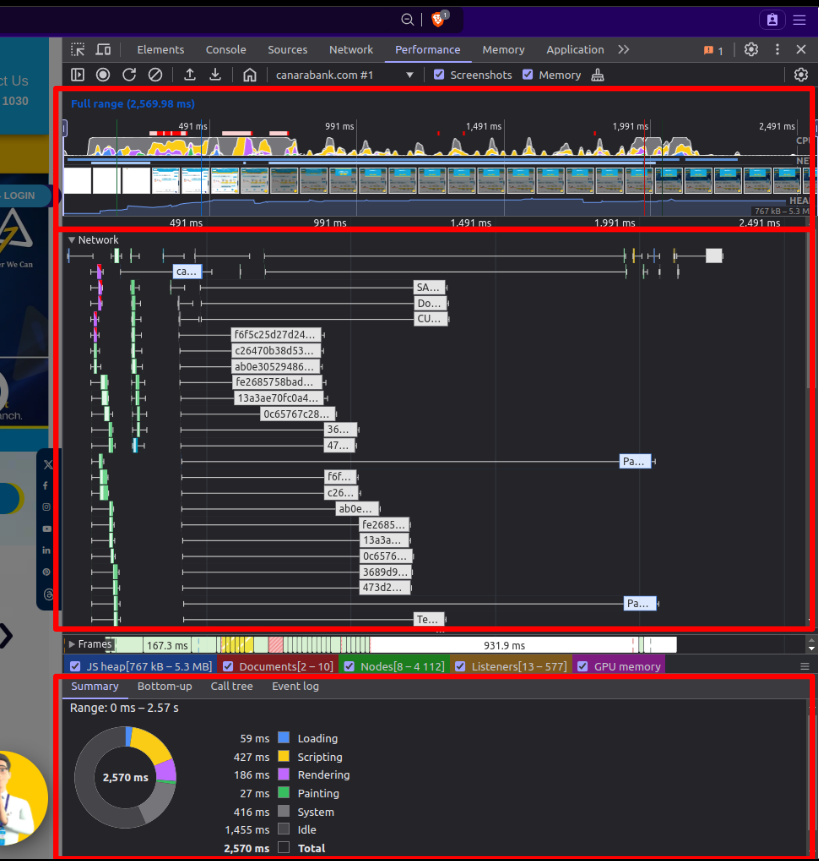 1
Elements Console Sources Network Performance Memory Application 1
canarabank.com #1 Screenshots Memory
ct Us
1030
LOGIN
er We Can
nch.
Full range (2,569.98 ms)
491 ms 991 ms 1,491 ms 1,991 ms 2,491 ms
CPU
NE
HEA
767 kB – 5.3 M
491 ms 991 ms 1,491 ms 1,991 ms 2,491 ms
Network
ca...
SA...
Do...
CU...
f6f5c25d27d24...
c26470b38d53...
ab0e30529486...
fe2685758bad...
13a3ae70fc0a4...
0c65767c28...
36...
47...
Pa...
f6f...
c26...
ab0e...
fe2685...
13a3a...
0c6576...
3689d9...
473d2...
Pa...
Te...
Frames 167.3 ms 931.9 ms
JS heap[767 kB – 5.3 MB] Documents[2 – 10] Nodes[8 – 4 112] Listeners[13 – 577] GPU memory
Summary Bottom-up Call tree Event log
Range: 0 ms – 2.57 s
2,570 ms
59 ms Loading
427 ms Scripting
186 ms Rendering
27 ms Painting
416 ms System
1,455 ms Idle
2,570 ms Total